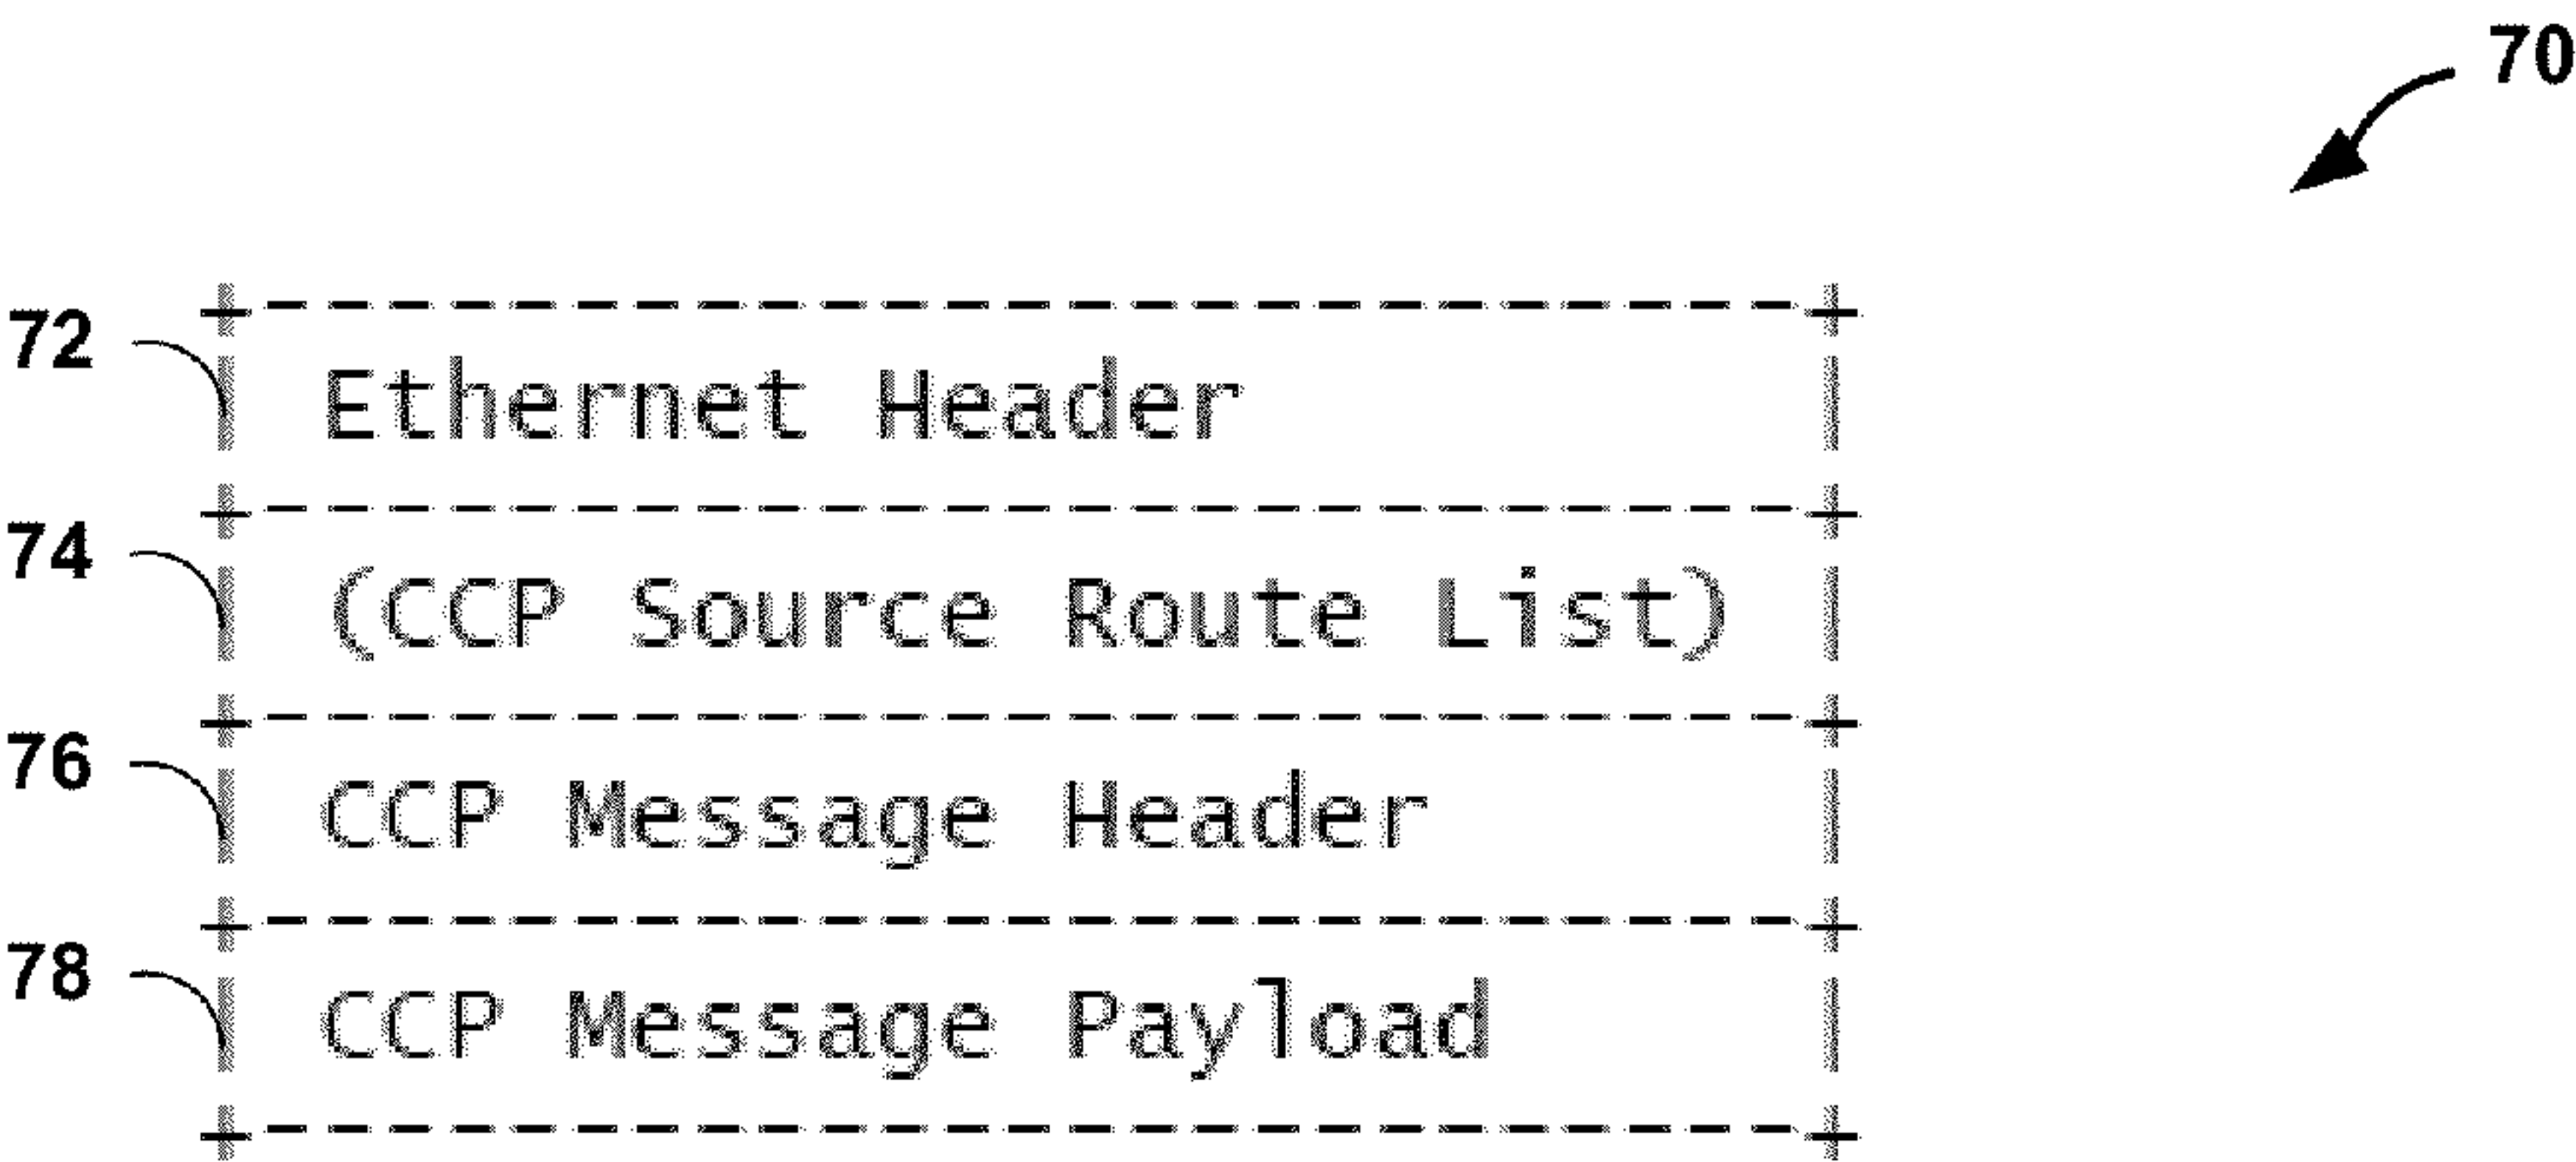 70
72 Ethernet Header
74 (CCP Source Route List)
76 CCP Message Header
78 CCP Message Payload